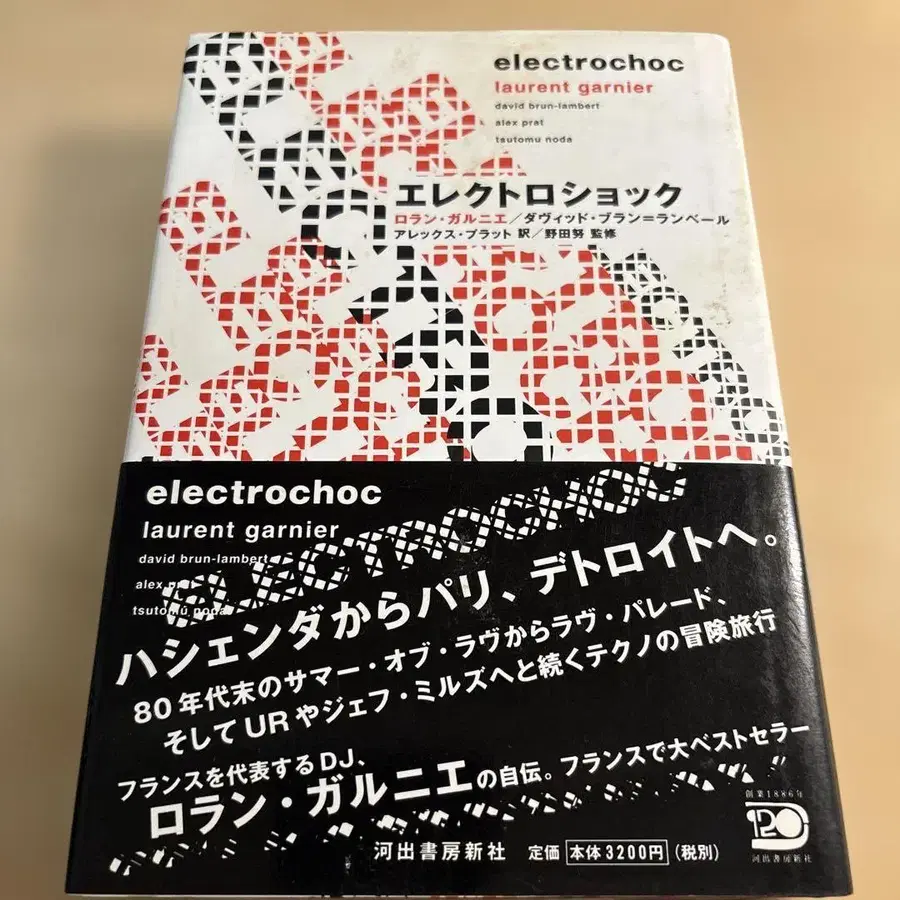 electrochoc
laurent garnier
david brun-lambert
alex prat
tsutomu noda
エレクトロショック
ロラン・ガルニエ／ダヴィッド・ブラン＝ランベール
アレックス・プラット 訳／野田努 監修
electrochoc
laurent garnier
david brun-lambert
alex prat
tsutomu noda
ELECTROCHOC
ハシエンダからパリ、デトロイトへ。
80年代末のサマー・オブ・ラヴからラヴ・パレード、
そしてURやジェフ・ミルズへと続くテクノの冒険旅行
フランスを代表するDJ、
ロラン・ガルニエの自伝。フランスで大ベストセラー
河出書房新社 定価 本体3200円 (税別)
創業1886年
120
河出書房新社